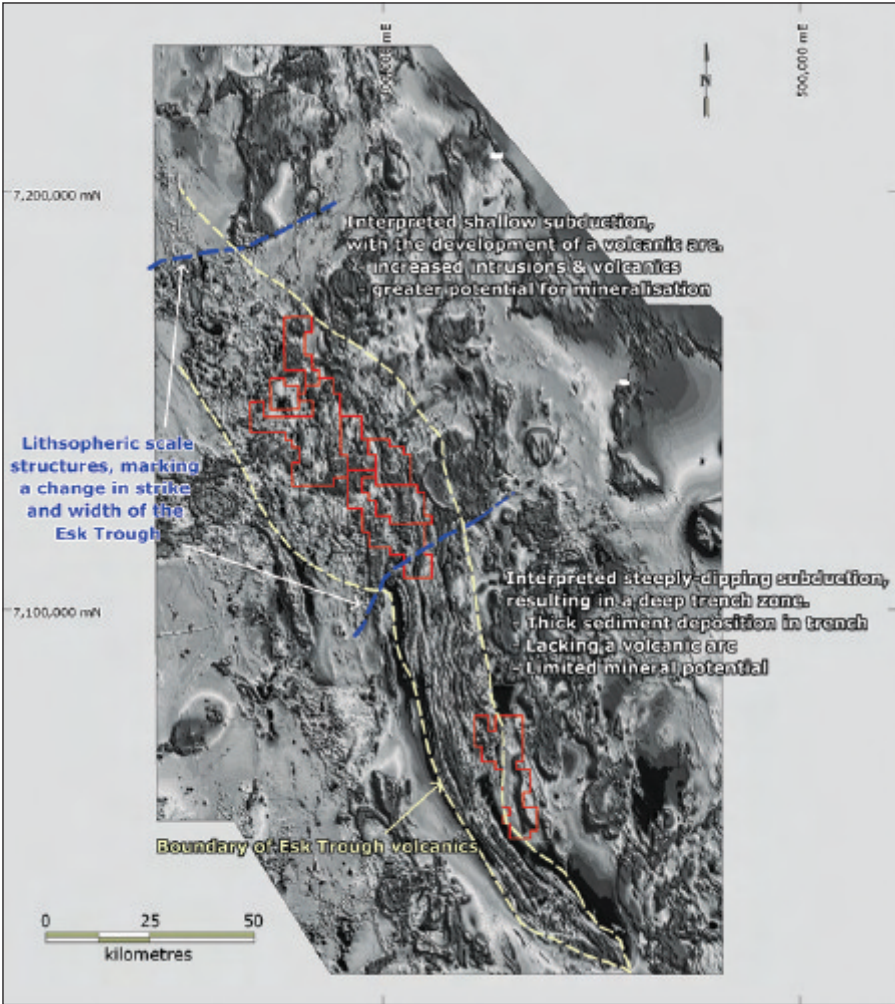 500,000 mE
N
7,200,000 mN
Interpreted shallow subduction,
with the development of a volcanic arc.
- increased intrusions & volcanics
- greater potential for mineralisation
Lithsopheric scale
structures, marking
a change in strike
and width of the
Esk Trough
Interpreted steeply-dipping subduction,
resulting in a deep trench zone.
- Thick sediment deposition in trench
- Lacking a volcanic arc
- Limited mineral potential
7,100,000 mN
Boundary of Esk Trough volcanics
0 25 50
kilometres